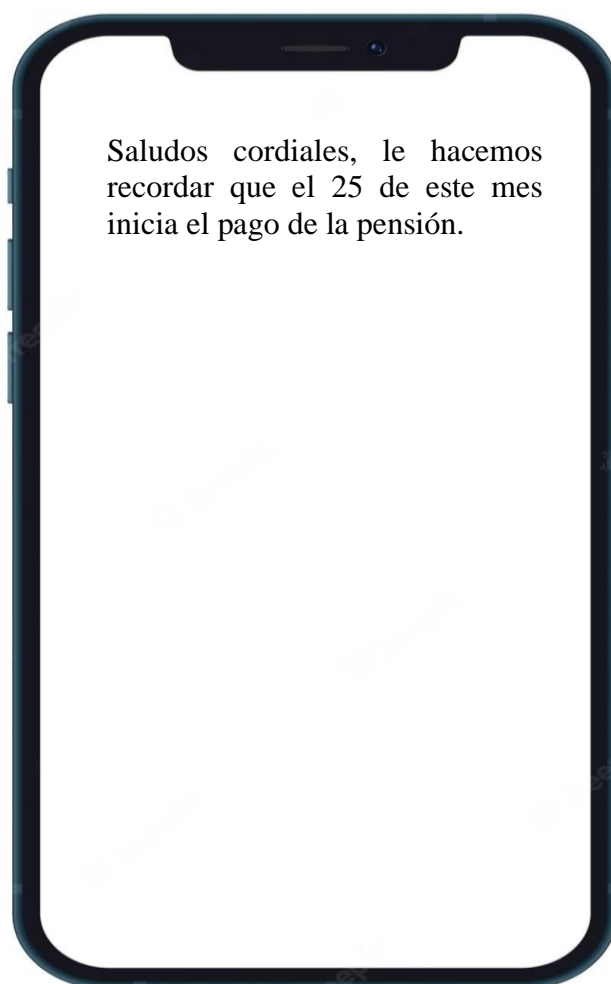 Saludos cordiales, le hacemos
recordar que el 25 de este mes
inicia el pago de la pensión.